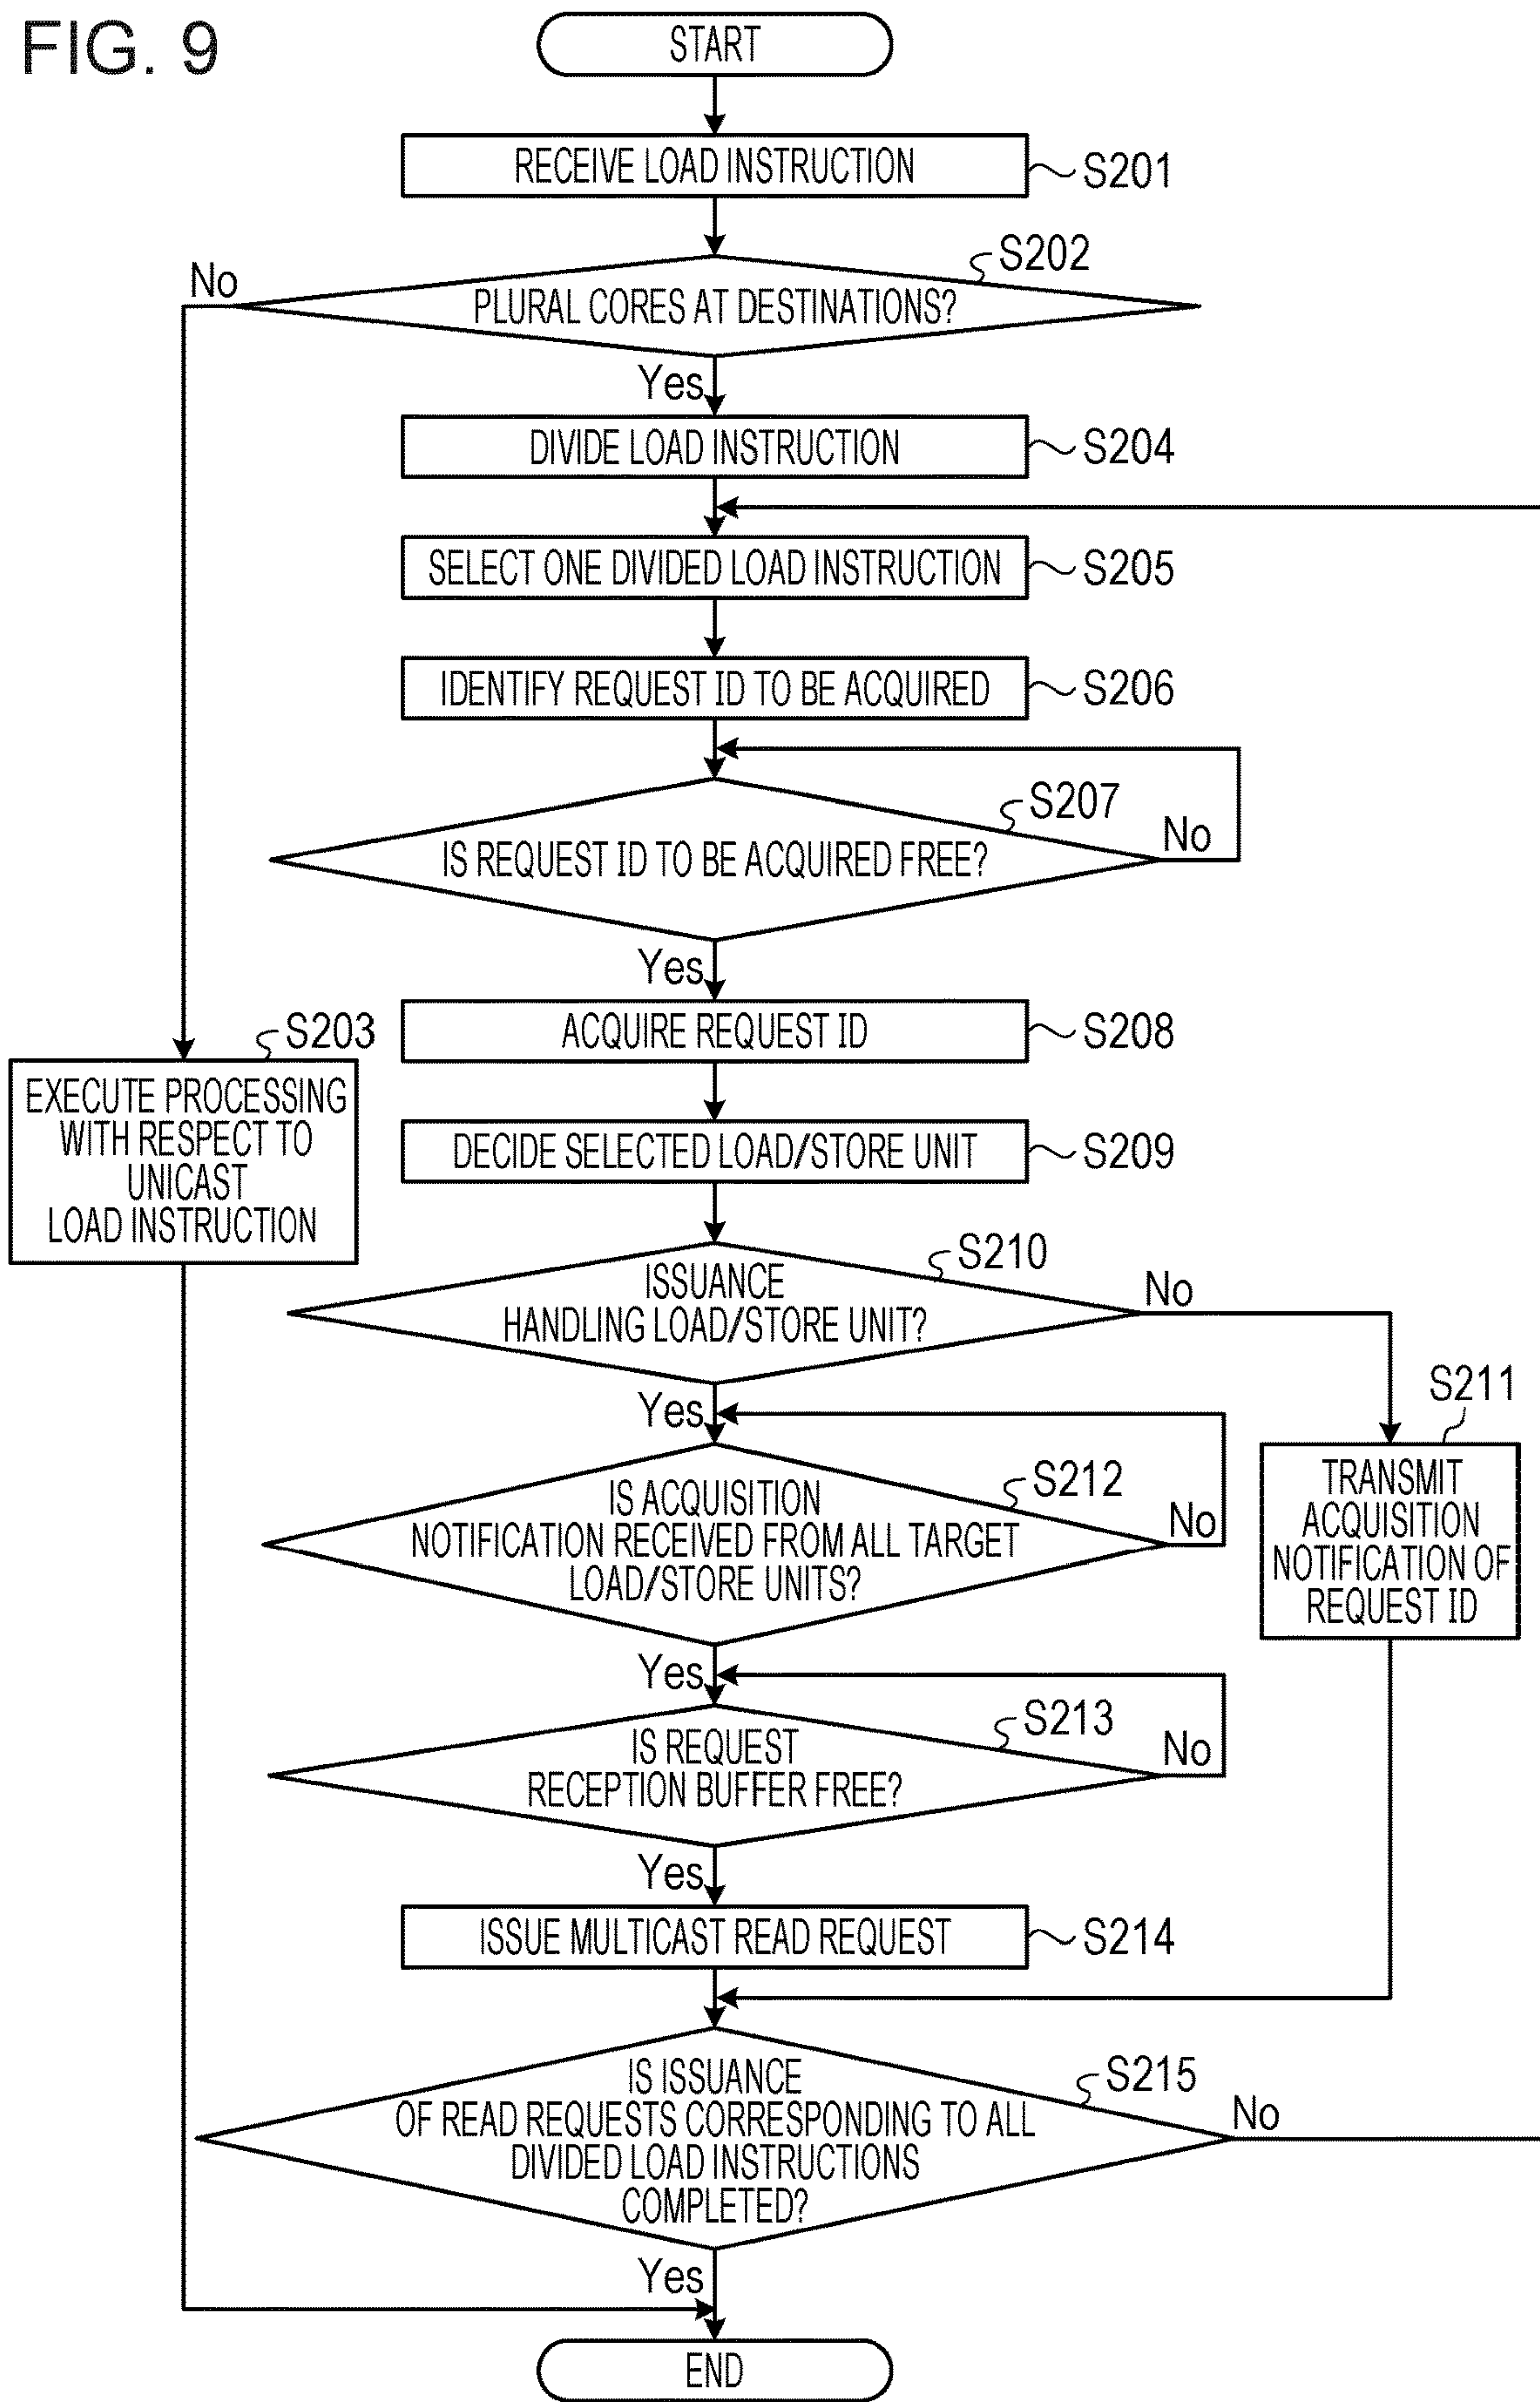 FIG. 9
START
RECEIVE LOAD INSTRUCTION
S201
S202
No
PLURAL CORES AT DESTINATIONS?
Yes
DIVIDE LOAD INSTRUCTION
S204
SELECT ONE DIVIDED LOAD INSTRUCTION
S205
IDENTIFY REQUEST ID TO BE ACQUIRED
S206
S207
IS REQUEST ID TO BE ACQUIRED FREE?
No
Yes
ACQUIRE REQUEST ID
S208
S203
EXECUTE PROCESSING
WITH RESPECT TO
UNICAST
LOAD INSTRUCTION
DECIDE SELECTED LOAD/STORE UNIT
S209
S210
ISSUANCE
HANDLING LOAD/STORE UNIT?
No
Yes
S211
TRANSMIT
ACQUISITION
NOTIFICATION OF
REQUEST ID
S212
IS ACQUISITION
NOTIFICATION RECEIVED FROM ALL TARGET
LOAD/STORE UNITS?
No
Yes
S213
IS REQUEST
RECEPTION BUFFER FREE?
No
Yes
ISSUE MULTICAST READ REQUEST
S214
S215
IS ISSUANCE
OF READ REQUESTS CORRESPONDING TO ALL
DIVIDED LOAD INSTRUCTIONS
COMPLETED?
No
Yes
END